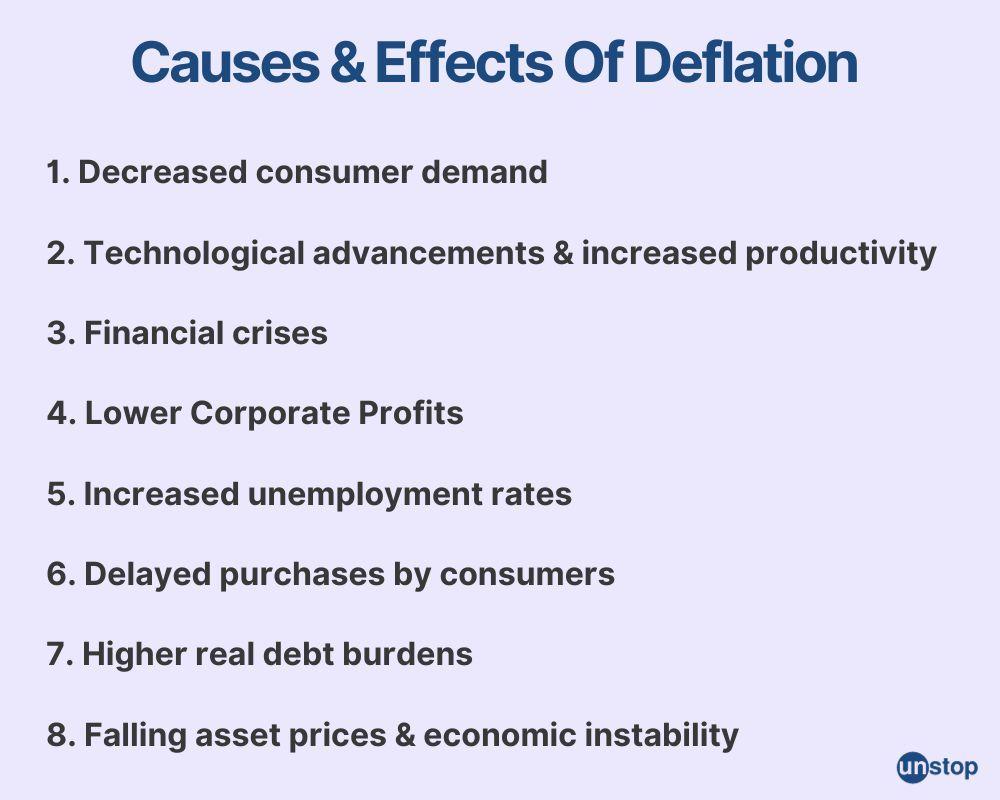 Causes & Effects Of Deflation
1. Decreased consumer demand
2. Technological advancements & increased productivity
3. Financial crises
4. Lower Corporate Profits
5. Increased unemployment rates
6. Delayed purchases by consumers
7. Higher real debt burdens
8. Falling asset prices & economic instability
unstop